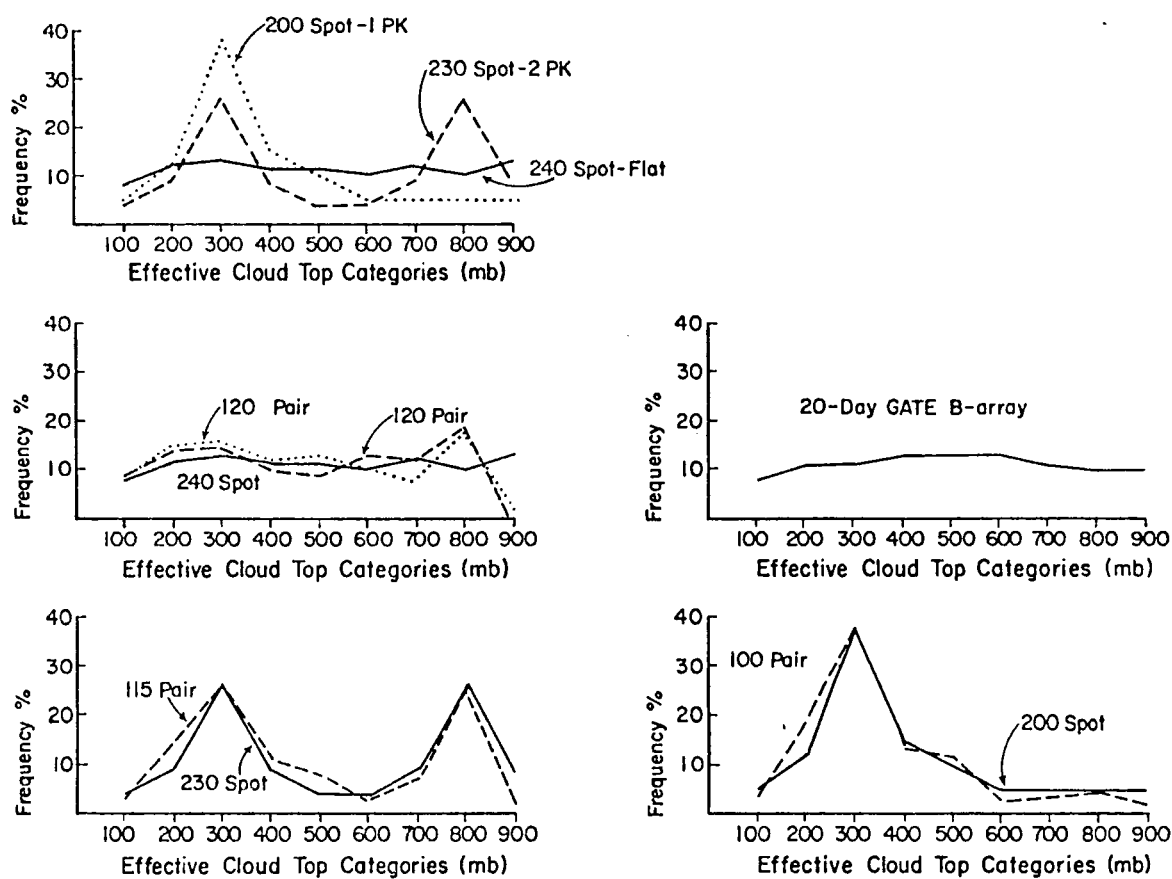 200 Spot-1 PK
230 Spot-2 PK
240 Spot-Flat
Frequency %
40
30
20
10
100 200 300 400 500 600 700 800 900
Effective Cloud Top Categories (mb)
120 Pair
120 Pair
240 Spot
Frequency %
40
30
20
10
100 200 300 400 500 600 700 800 900
Effective Cloud Top Categories (mb)
20-Day GATE B-array
Frequency %
40
30
20
10
100 200 300 400 500 600 700 800 900
Effective Cloud Top Categories (mb)
115 Pair
230 Spot
Frequency %
40
30
20
10
100 200 300 400 500 600 700 800 900
Effective Cloud Top Categories (mb)
100 Pair
200 Spot
Frequency %
40
30
20
10
100 200 300 400 500 600 700 800 900
Effective Cloud Top Categories (mb)